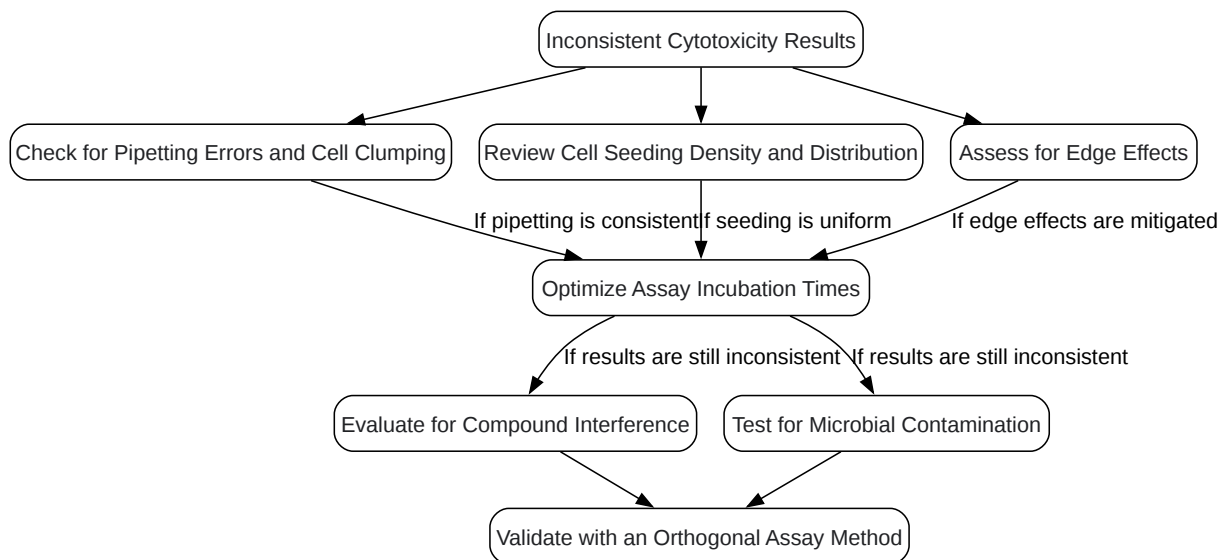 Inconsistent Cytotoxicity Results
Check for Pipetting Errors and Cell Clumping
Review Cell Seeding Density and Distribution
Assess for Edge Effects
If pipetting is consistent
If seeding is uniform
If edge effects are mitigated
Optimize Assay Incubation Times
If results are still inconsistent
If results are still inconsistent
Evaluate for Compound Interference
Test for Microbial Contamination
Validate with an Orthogonal Assay Method